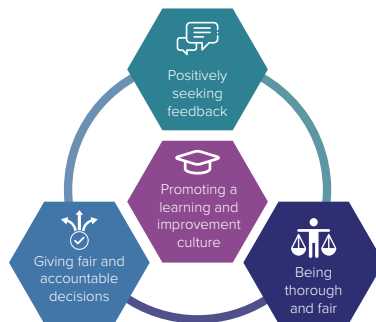 Positively
seeking
feedback
Promoting a
learning and
improvement
culture
Giving fair and
accountable
decisions
Being
thorough
and fair